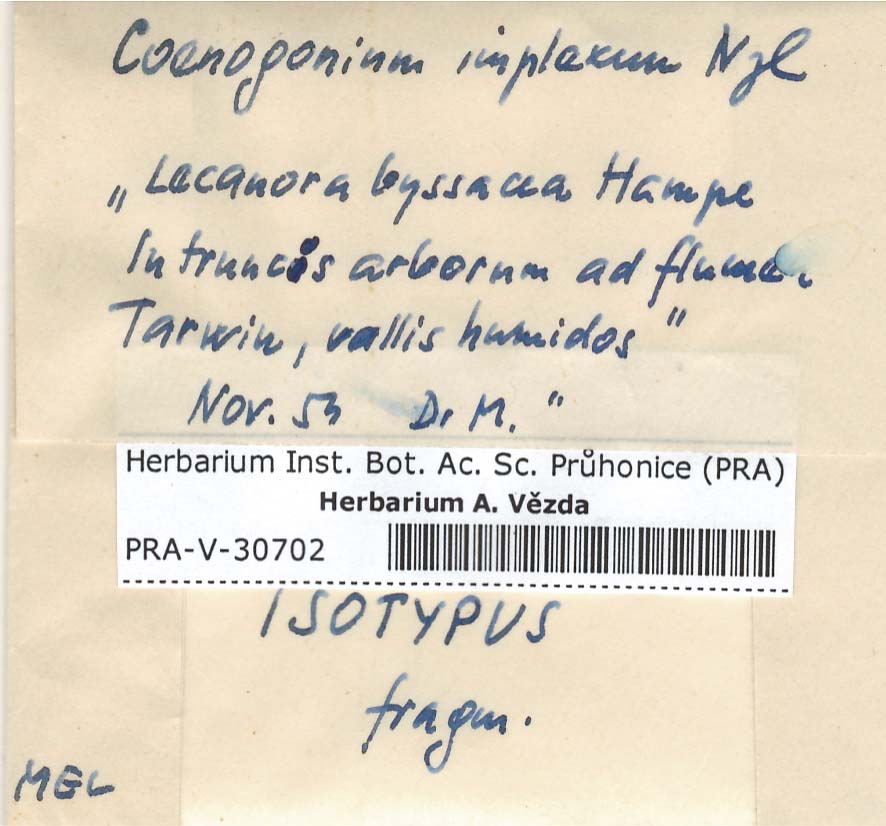 Coenogonium implexum Nyl
„Lecanora byssacea Hampe
In truncis arborum ad flumen
Tarwin, vallis humidos"
Nov. 53 Dr M."
Herbarium Inst. Bot. Ac. Sc. Průhonice (PRA)
Herbarium A. Vězda
PRA-V-30702
ISOTYPUS
fragm.
MEL